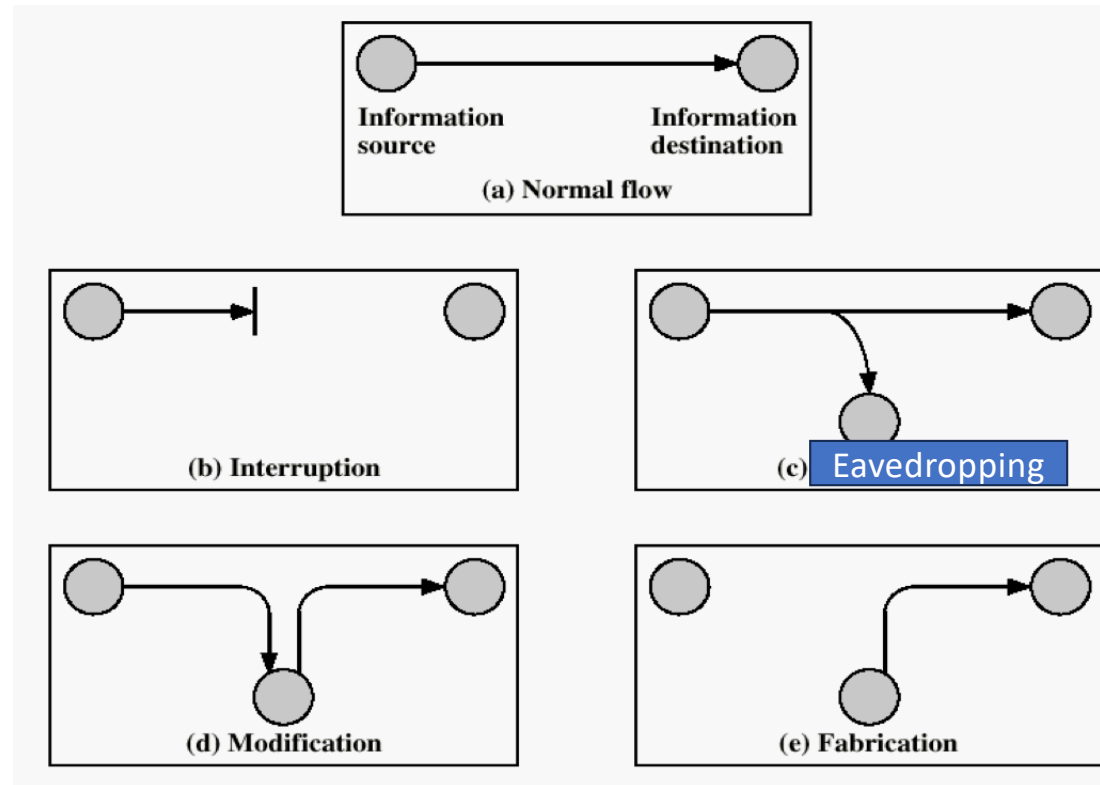 Information source
Information destination
(a) Normal flow
(b) Interruption
(c) Eavedropping
(d) Modification
(e) Fabrication